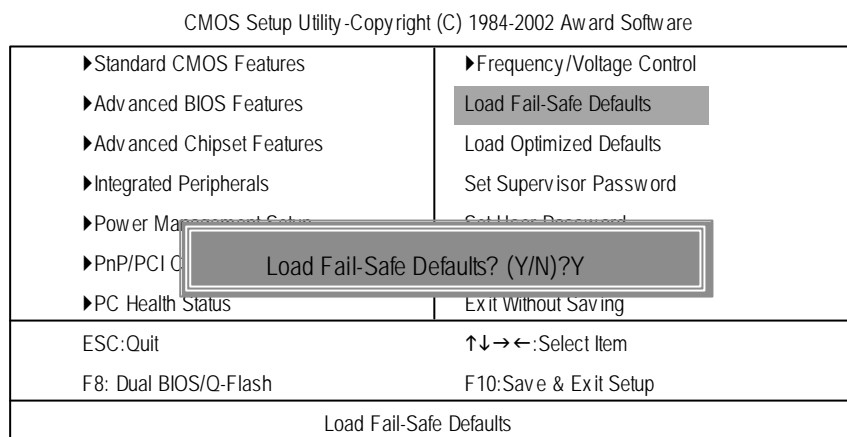 CMOS Setup Utility-Copyright (C) 1984-2002 Award Software
▶Standard CMOS Features
▶Advanced BIOS Features
▶Advanced Chipset Features
▶Integrated Peripherals
▶Power Management Setup
▶PnP/PCI C
▶PC Health Status
▶Frequency/Voltage Control
Load Fail-Safe Defaults
Load Optimized Defaults
Set Supervisor Password
Set User Password
Exit Without Saving
Load Fail-Safe Defaults? (Y/N)?Y
ESC:Quit
↑↓→←:Select Item
F8: Dual BIOS/Q-Flash
F10:Save & Exit Setup
Load Fail-Safe Defaults